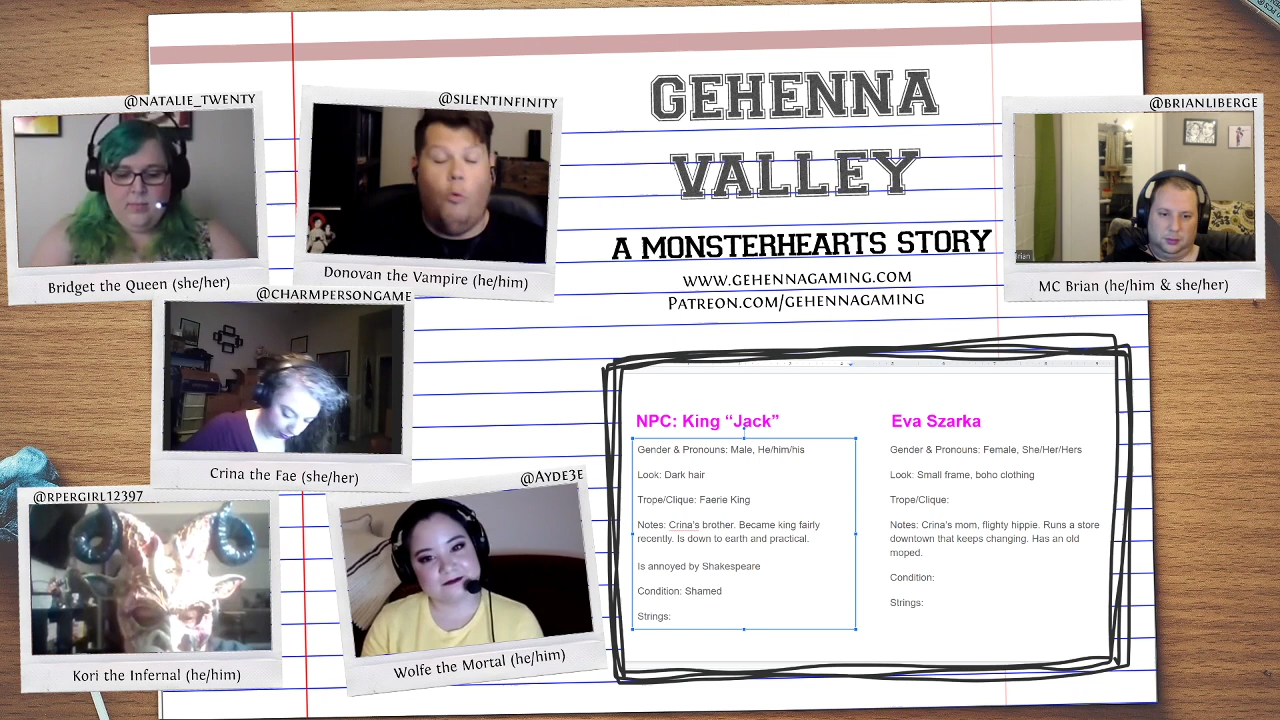 @NATALIE_TWENTY
Bridget the Queen (she/her)
@SILENTINFINITY
Donovan the Vampire (he/him)
@CHARMPERSONGAME
Crina the Fae (she/her)
@RPERGIRL12397
Kori the Infernal (he/him)
@AYDE3E
Wolfe the Mortal (he/him)
GEHENNA
VALLEY
A MONSTERHEARTS STORY
WWW.GEHENNAGAMING.COM
PATREON.COM/GEHENNAGAMING
@BRIANLIBERGE
Brian
MC Brian (he/him & she/her)
NPC: King “Jack”
Gender & Pronouns: Male, He/him/his
Look: Dark hair
Trope/Clique: Faerie King
Notes: Crina's brother. Became king fairly
recently. Is down to earth and practical.
Is annoyed by Shakespeare
Condition: Shamed
Strings:
Eva Szarka
Gender & Pronouns: Female, She/Her/Hers
Look: Small frame, boho clothing
Trope/Clique:
Notes: Crina's mom, flighty hippie. Runs a store
downtown that keeps changing. Has an old
moped.
Condition:
Strings: